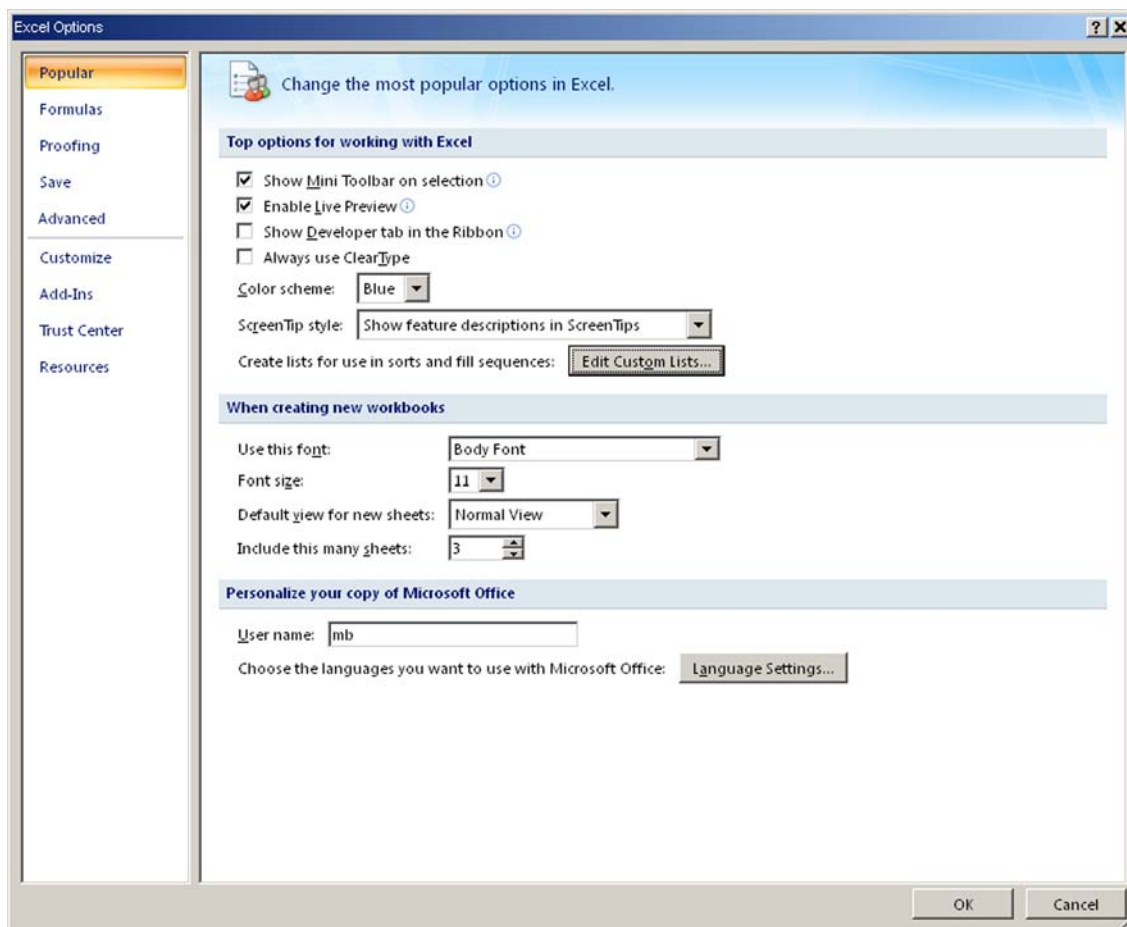 Excel Options
Popular
Formulas
Proofing
Save
Advanced
Customize
Add-Ins
Trust Center
Resources
Change the most popular options in Excel.
Top options for working with Excel
Show Mini Toolbar on selection
Enable Live Preview
Show Developer tab in the Ribbon
Always use ClearType
Color scheme: Blue
ScreenTip style: Show feature descriptions in ScreenTips
Create lists for use in sorts and fill sequences: Edit Custom Lists...
When creating new workbooks
Use this font: Body Font
Font size: 11
Default view for new sheets: Normal View
Include this many sheets: 3
Personalize your copy of Microsoft Office
User name: mb
Choose the languages you want to use with Microsoft Office: Language Settings...
OK Cancel